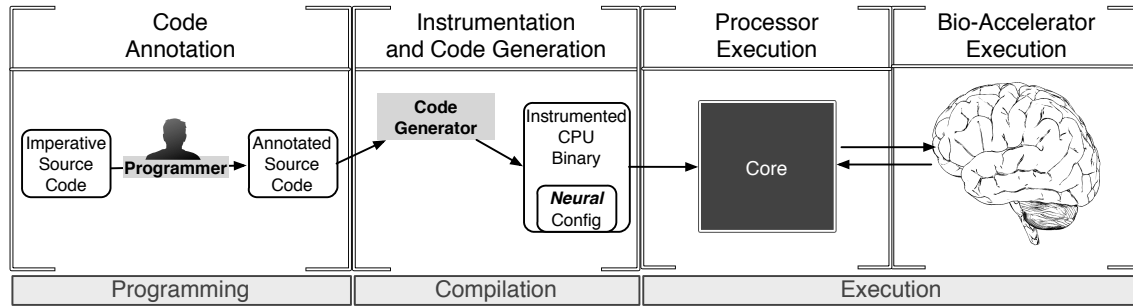 Code
Annotation
Instrumentation
and Code Generation
Processor
Execution
Bio-Accelerator
Execution
Imperative
Source
Code
Programmer
Annotated
Source
Code
Code
Generator
Instrumented
CPU
Binary
Neural
Config
Core
Programming
Compilation
Execution